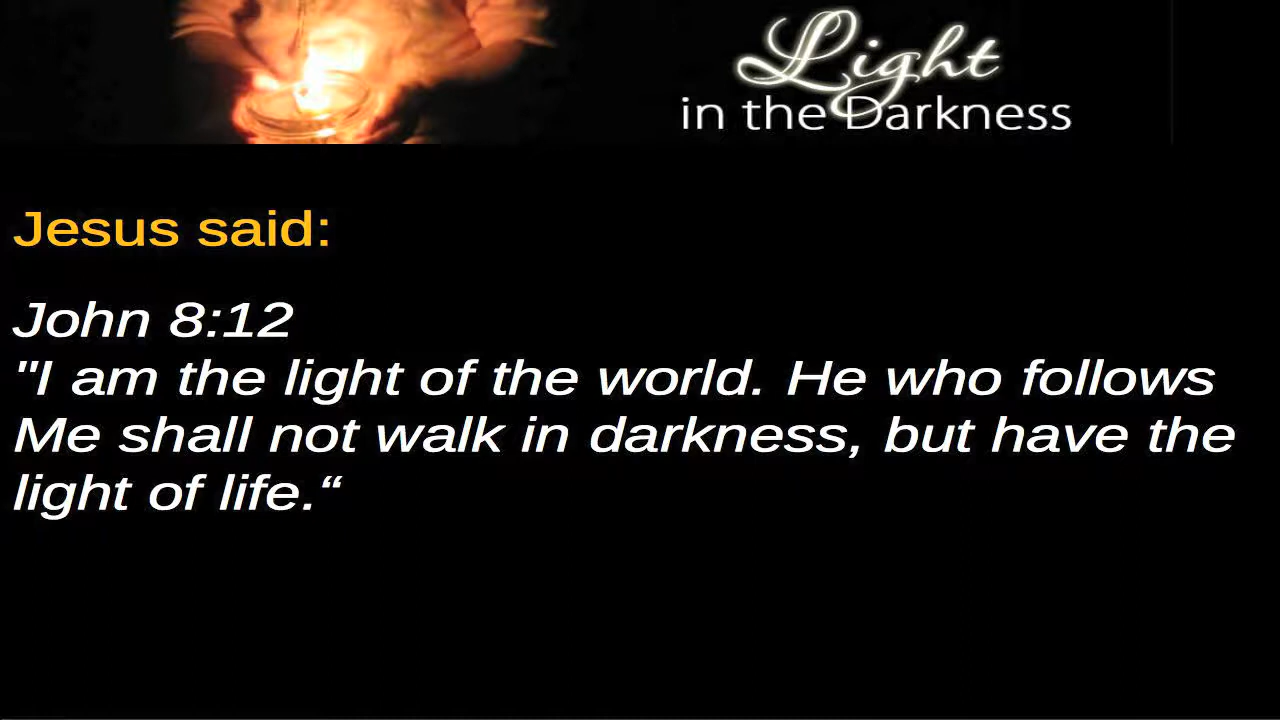 Light
in the Darkness
Jesus said:
John 8:12
"I am the light of the world. He who follows
Me shall not walk in darkness, but have the
light of life.“